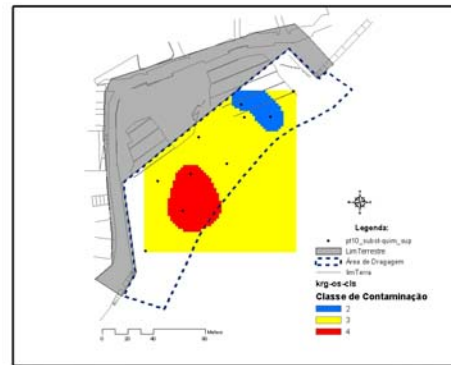 Legenda:
pt10_subst-quim_sup
LimTerrestre
Área de Dragagem
limTerra
krg-os-cls
Classe de Contaminação
2
3
4
Metros
0 20 40 80